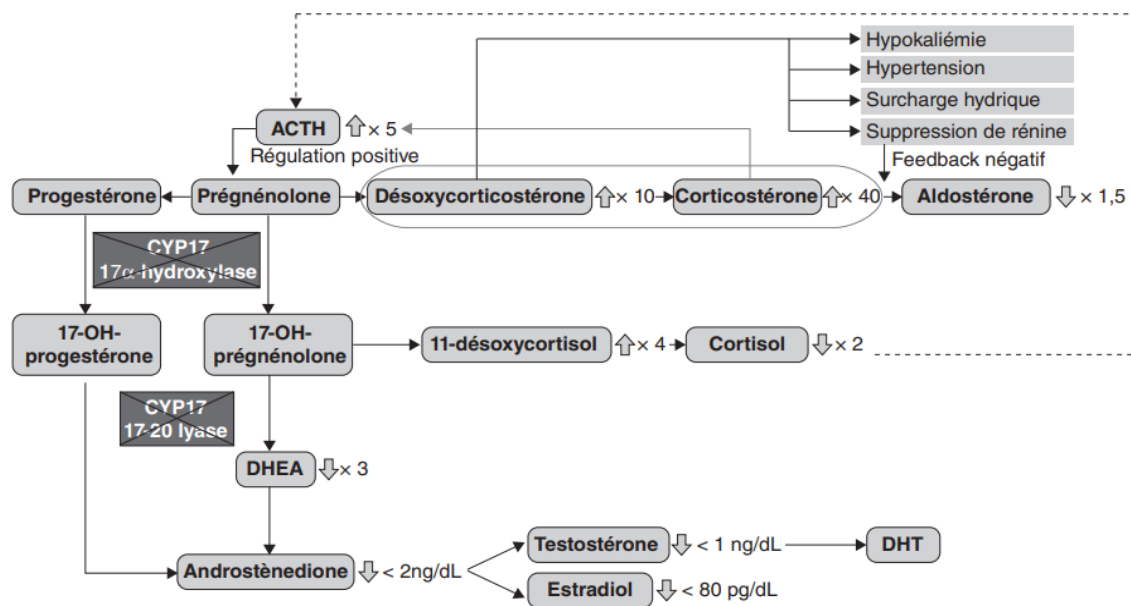 Hypokaliémie
Hypertension
Surcharge hydrique
Suppression de rénine
ACTH × 5
Régulation positive
Feedback négatif
Progestérone Prégnénolone Désoxycorticostérone × 10 Corticostérone × 40 Aldostérone × 1,5
CYP17
17α-hydroxylase
17-OH-
progestérone
17-OH-
prégnénolone
11-désoxycortisol × 4 Cortisol × 2
CYP17
17-20 lyase
DHEA × 3
Androstènedione < 2ng/dL
Testostérone < 1 ng/dL DHT
Estradiol < 80 pg/dL